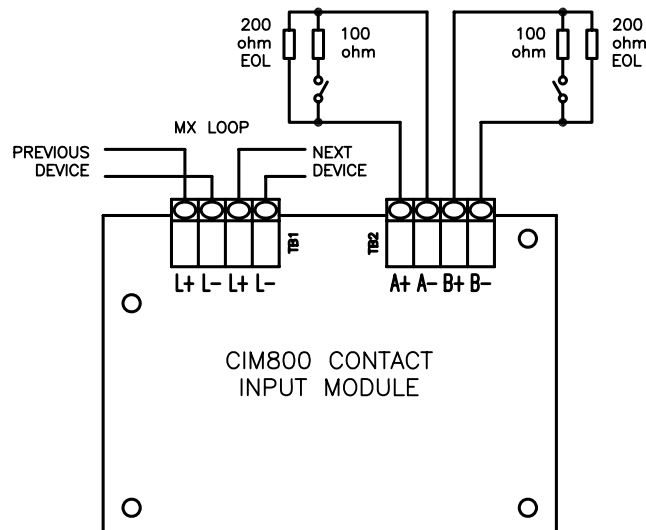 200
ohm
EOL
100
ohm
100
ohm
200
ohm
EOL
MX LOOP
PREVIOUS
DEVICE
NEXT
DEVICE
TB1
TB2
L+ L- L+ L-
A+ A- B+ B-
CIM800 CONTACT
INPUT MODULE